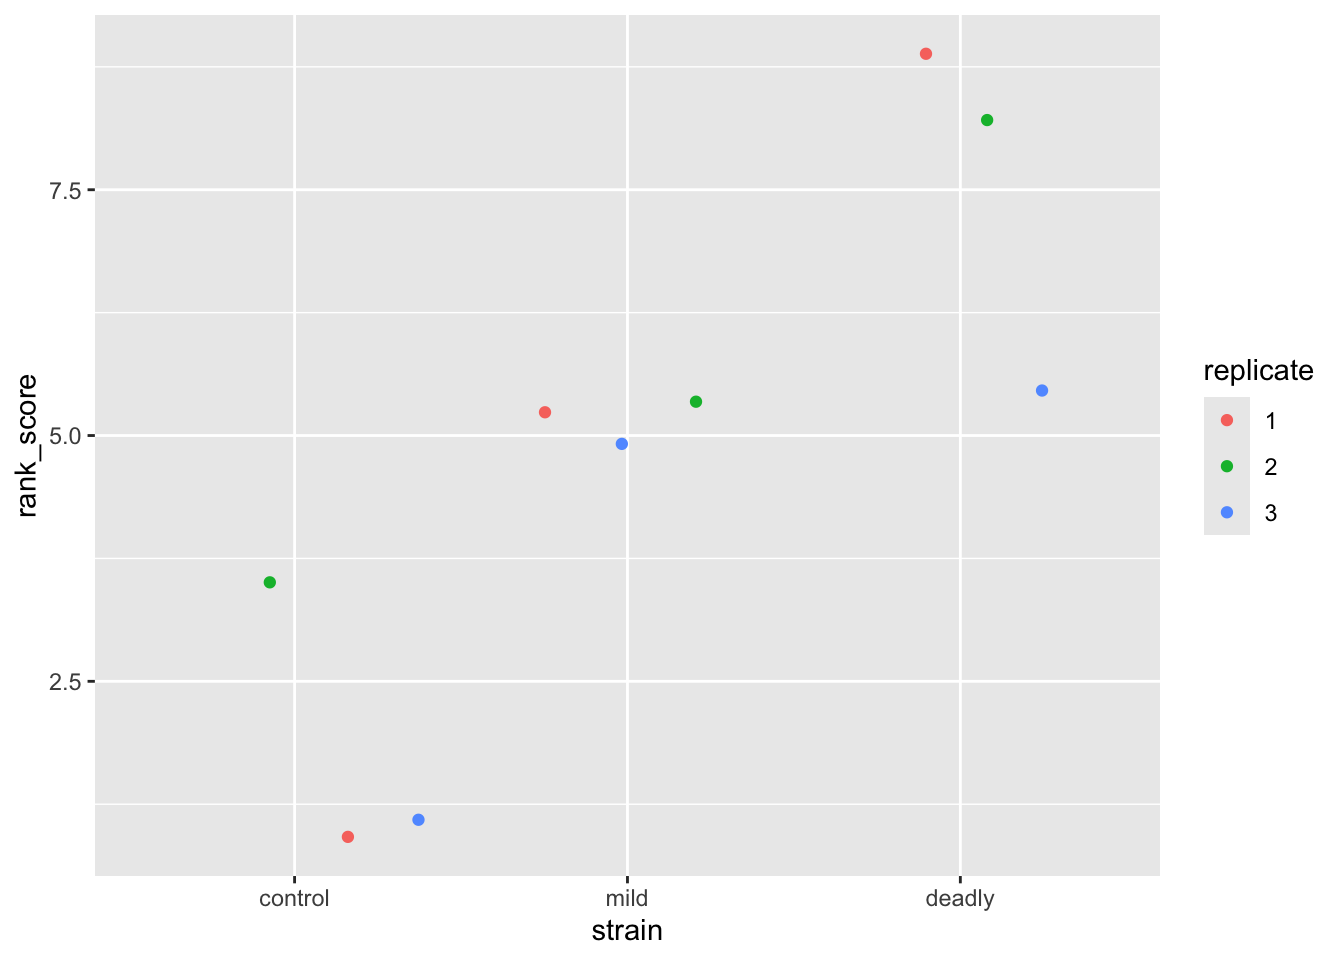 rank_score
7.5
5.0
2.5
control mild deadly
strain
replicate
1
2
3